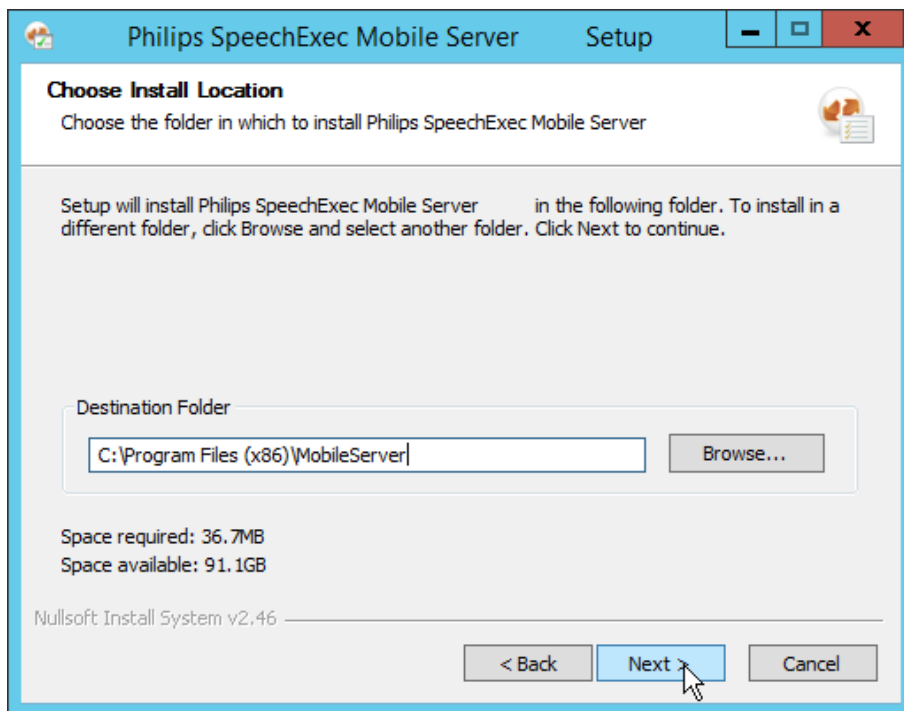 Philips SpeechExec Mobile Server Setup
Choose Install Location
Choose the folder in which to install Philips SpeechExec Mobile Server
Setup will install Philips SpeechExec Mobile Server in the following folder. To install in a
different folder, click Browse and select another folder. Click Next to continue.
Destination Folder
C:\Program Files (x86)\MobileServer
Browse...
Space required: 36.7MB
Space available: 91.1GB
Nullsoft Install System v2.46
< Back
Next >
Cancel